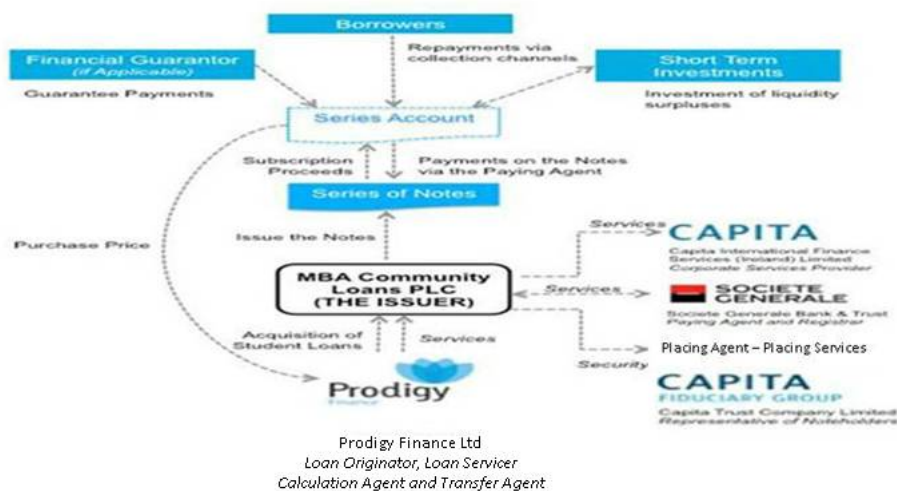 Borrowers
Repayments via
collection channels
Financial Guarantor
(if Applicable)
Guarantee Payments
Short Term
Investments
Investment of liquidity
surpluses
Series Account
Subscription
Proceeds
Payments on the Notes
via the Paying Agent
Series of Notes
Purchase Price
Issue the Notes
MBA Community
Loans PLC
(THE ISSUER)
Services
CAPITA
Capita International Finance
Services (Ireland) Limited
Corporate Services Provider
Services
SOCIETE
GENERALE
Societe Generale Bank & Trust
Paying Agent and Registrar
Placing Agent – Placing Services
Security
CAPITA
FIDUCIARY GROUP
Capita Trust Company Limited
Representative of Noteholders
Acquisition of
Student Loans
Services
Prodigy
Finance
Prodigy Finance Ltd
Loan Originator, Loan Servicer
Calculation Agent and Transfer Agent